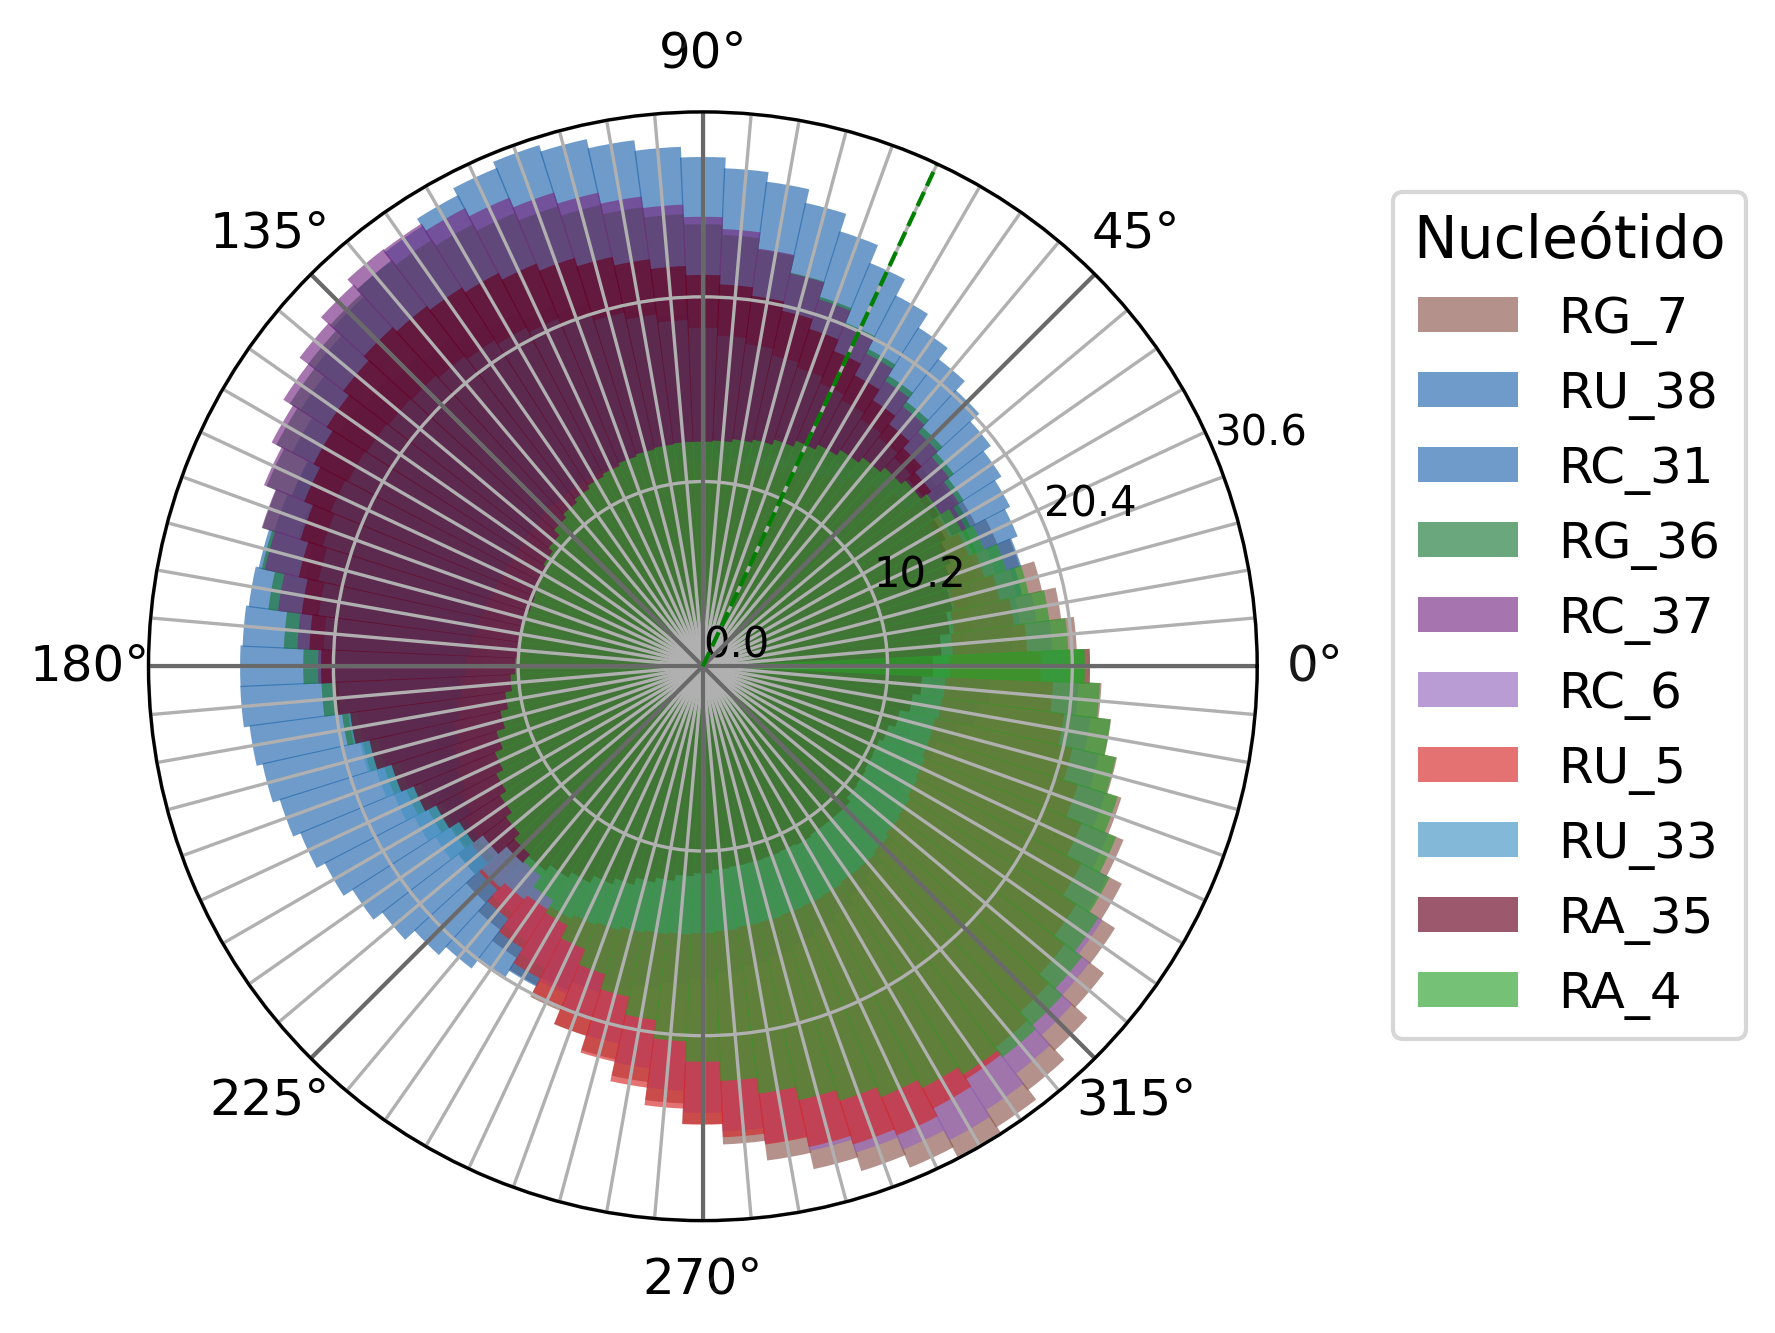 90°
135°
45°
Nucleótido
RG_7
RU_38
RC_31
RG_36
RC_37
RC_6
RU_5
RU_33
RA_35
RA_4
30.6
20.4
10.2
0.0
180°
0°
225°
315°
270°